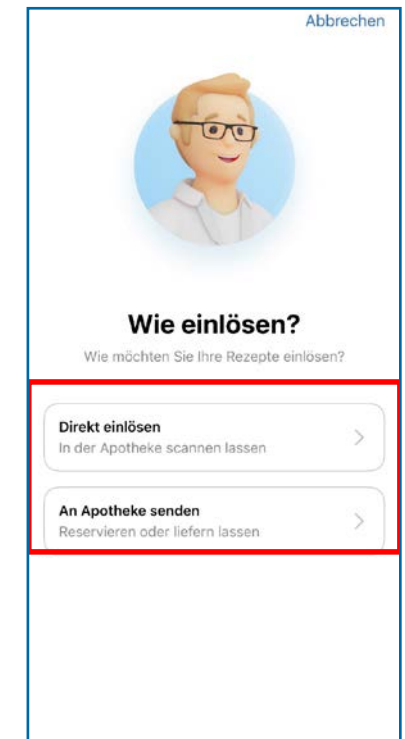 Abbrechen
Wie einlösen?
Wie möchten Sie Ihre Rezepte einlösen?
Direkt einlösen
In der Apotheke scannen lassen
An Apotheke senden
Reservieren oder liefern lassen